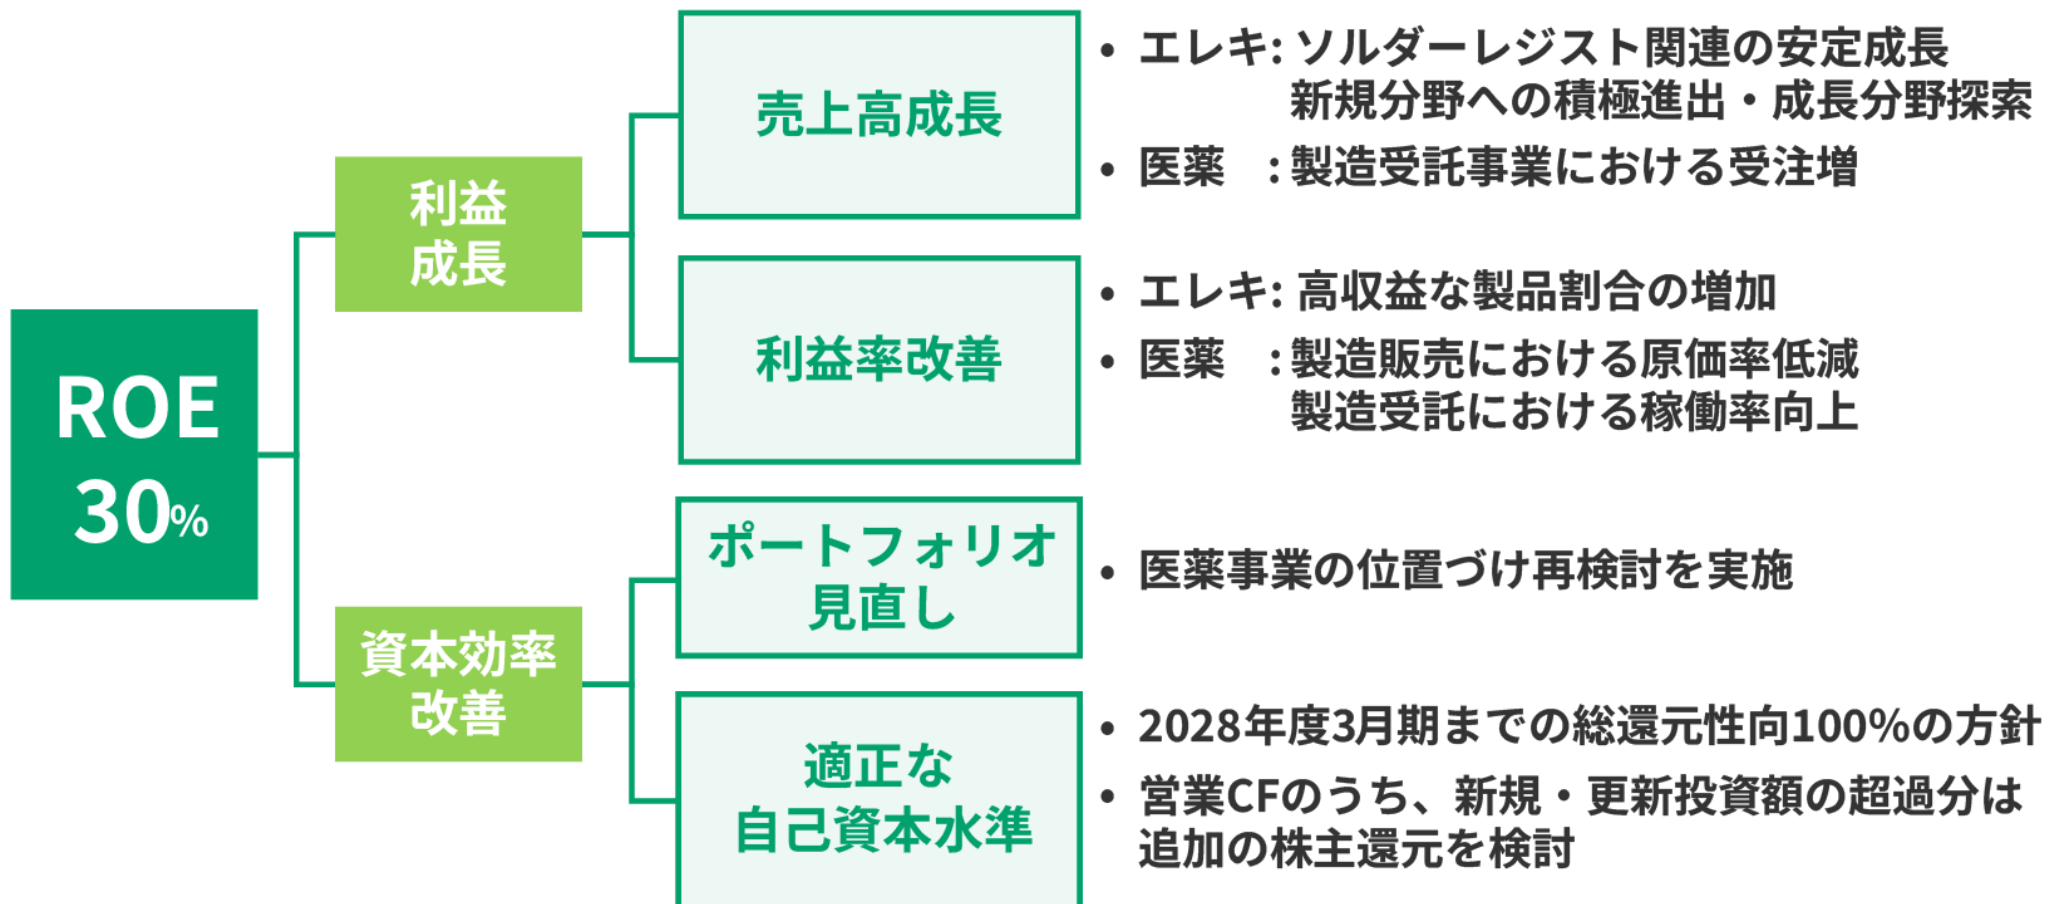 ROE
30%
利益
成長
資本効率
改善
売上高成長
• エレキ: ソルダーレジスト関連の安定成長
新規分野への積極進出・成長分野探索
• 医薬　: 製造受託事業における受注増
利益率改善
• エレキ: 高収益な製品割合の増加
• 医薬　: 製造販売における原価率低減
製造受託における稼働率向上
ポートフォリオ
見直し
• 医薬事業の位置づけ再検討を実施
適正な
自己資本水準
• 2028年度3月期までの総還元性向100%の方針
• 営業CFのうち、新規・更新投資額の超過分は
追加の株主還元を検討